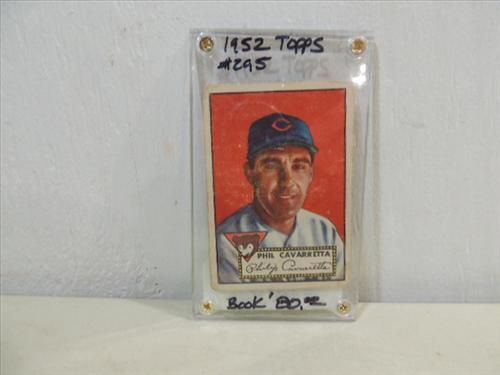 1952 TOPPS
#295
C
PHIL CAVARRETTA
Philip Cavarretta
BOOK '80.00